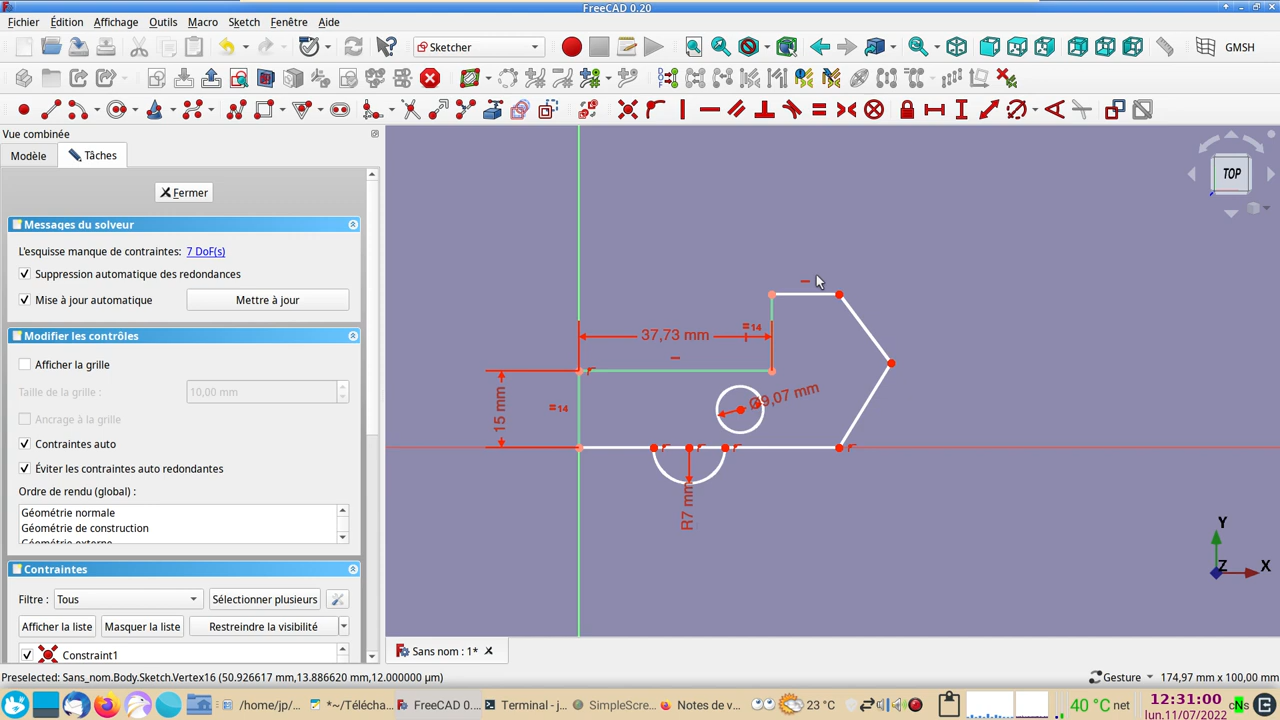 FreeCAD 0.20
Fichier Édition Affichage Outils Macro Sketch Fenêtre Aide
Sketcher
GMSH
Vue combinée
Modèle Tâches
Fermer
Messages du solveur
L'esquisse manque de contraintes: 7 DoF(s)
Suppression automatique des redondances
Mise à jour automatique Mettre à jour
Modifier les contrôles
Afficher la grille
Taille de la grille : 10,00 mm
Ancrage à la grille
Contraintes auto
Éviter les contraintes auto redondantes
Ordre de rendu (global) :
Géométrie normale
Géométrie de construction
Géométrie externe
Contraintes
Filtre : Tous Sélectionner plusieurs
Afficher la liste Masquer la liste Restreindre la visibilité
Constraint1
TOP
37,73 mm
14
14
15 mm
Ø9,07 mm
R7 mm
Y
Z X
Sans nom : 1*
Preselected: Sans_nom.Body.Sketch.Vertex16 (50.926617 mm,13.886620 mm,12.000000 µm) Gesture 174,97 mm x 100,00 mm
/home/jp/... *~/Télécha... FreeCAD 0.... Terminal - j... SimpleScre... Notes de v... 23 °C 40 °C net 12:31:00
lun.11/07/2022